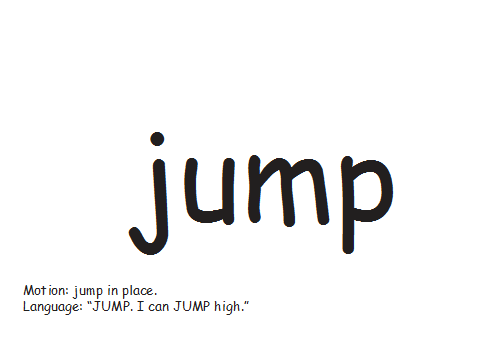 jump
Motion: jump in place.
Language: “JUMP. I can JUMP high.”